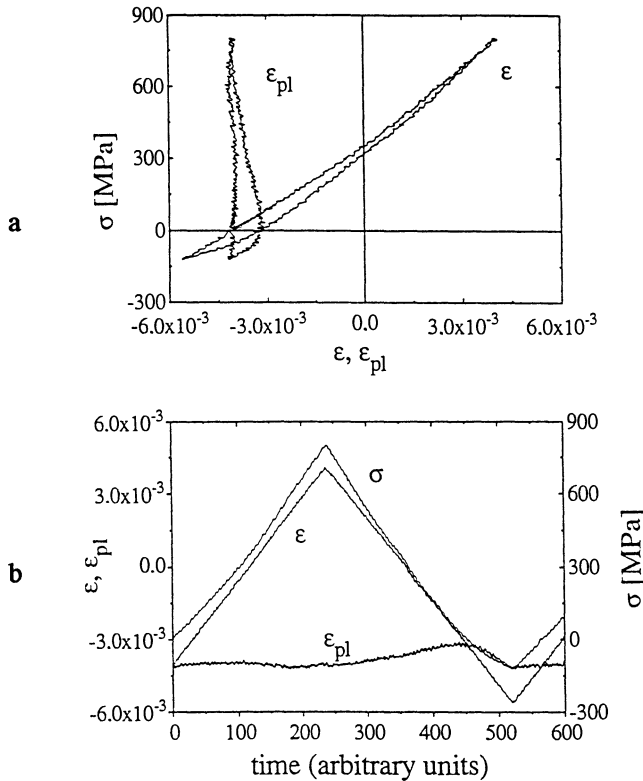 a
σ [MPa]
900
600
300
0
-300
ε_pl
ε
-6.0x10⁻³ -3.0x10⁻³ 0.0 3.0x10⁻³ 6.0x10⁻³
ε, ε_pl
b
ε, ε_pl
6.0x10⁻³
3.0x10⁻³
0.0
-3.0x10⁻³
-6.0x10⁻³
σ
ε
ε_pl
900
600
300
0
-300
σ [MPa]
0 100 200 300 400 500 600
time (arbitrary units)